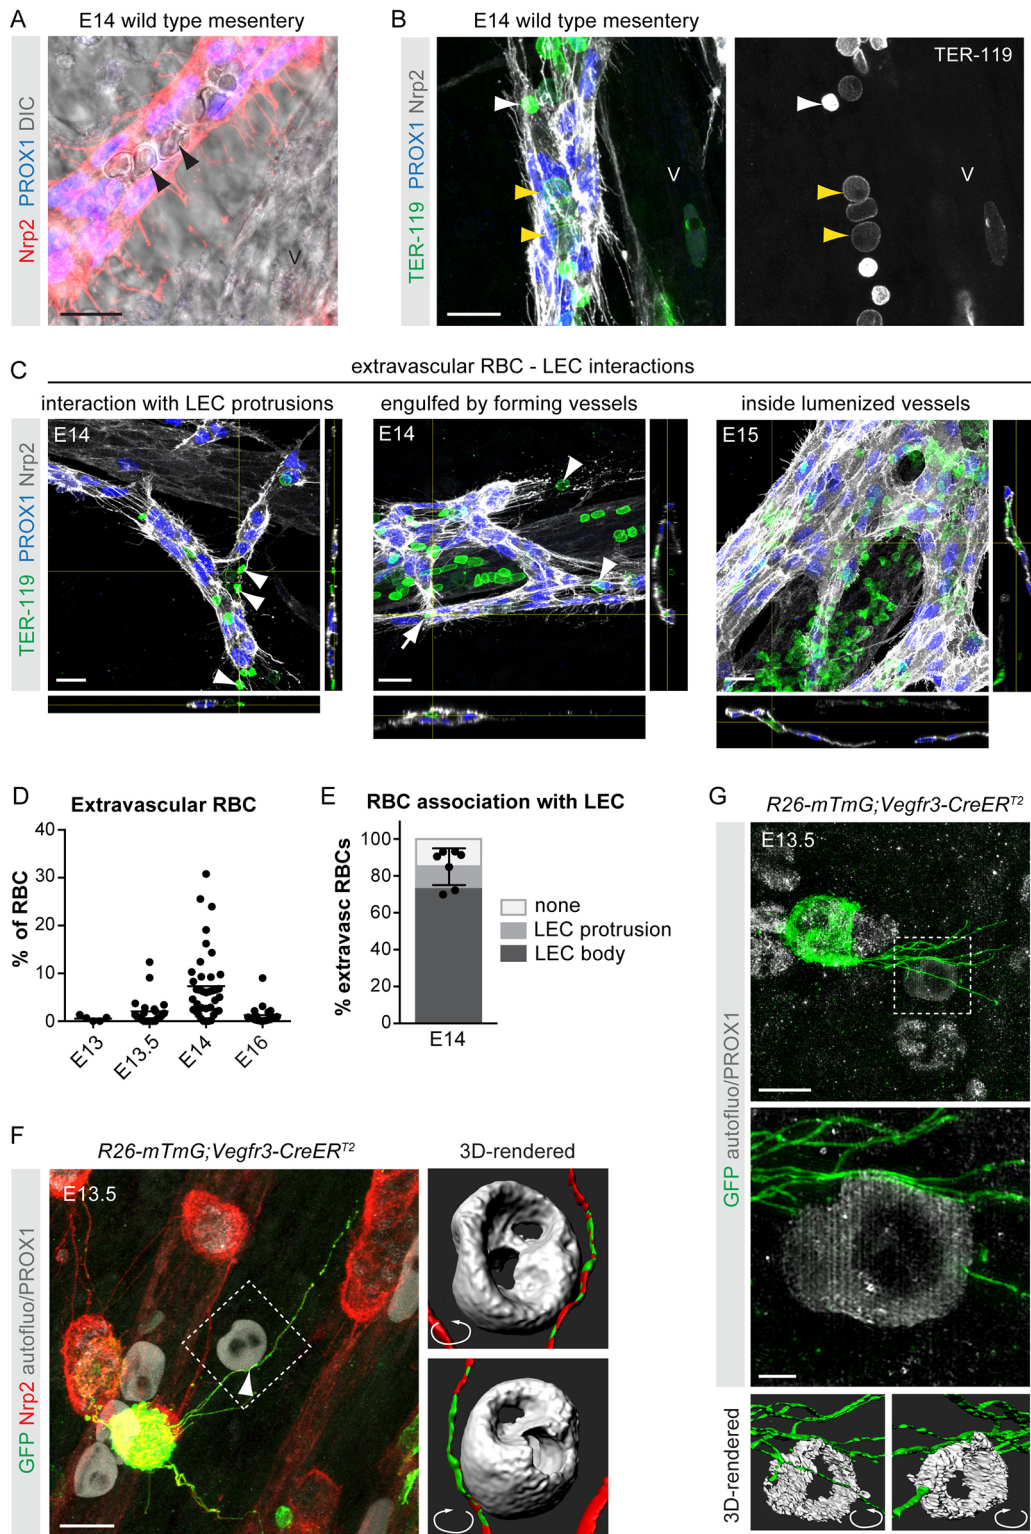 A
E14 wild type mesentery
Nrp2 PROX1 DIC
V
B
E14 wild type mesentery
TER-119 PROX1 Nrp2
V
TER-119
V
C
extravascular RBC - LEC interactions
interaction with LEC protrusions
engulfed by forming vessels
inside lumenized vessels
TER-119 PROX1 Nrp2
E14
E14
E15
D
Extravascular RBC
% of RBC
40
30
20
10
0
E13
E13.5
E14
E16
E
RBC association with LEC
% extravasc RBCs
100
80
60
40
20
0
E14
none
LEC protrusion
LEC body
F
R26-mTmG;Vegfr3-CreERT2
3D-rendered
GFP Nrp2 autofluo/PROX1
E13.5
G
R26-mTmG;Vegfr3-CreERT2
GFP autofluo/PROX1
E13.5
3D-rendered